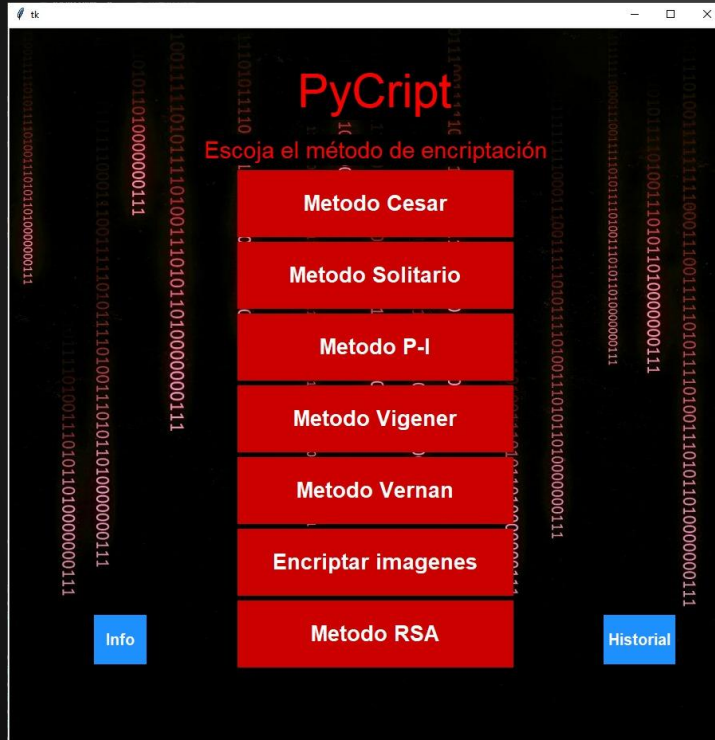 tk
PyCript
Escoja el método de encriptación
Metodo Cesar
Metodo Solitario
Metodo P-I
Metodo Vigener
Metodo Vernan
Encriptar imagenes
Metodo RSA
Info
Historial